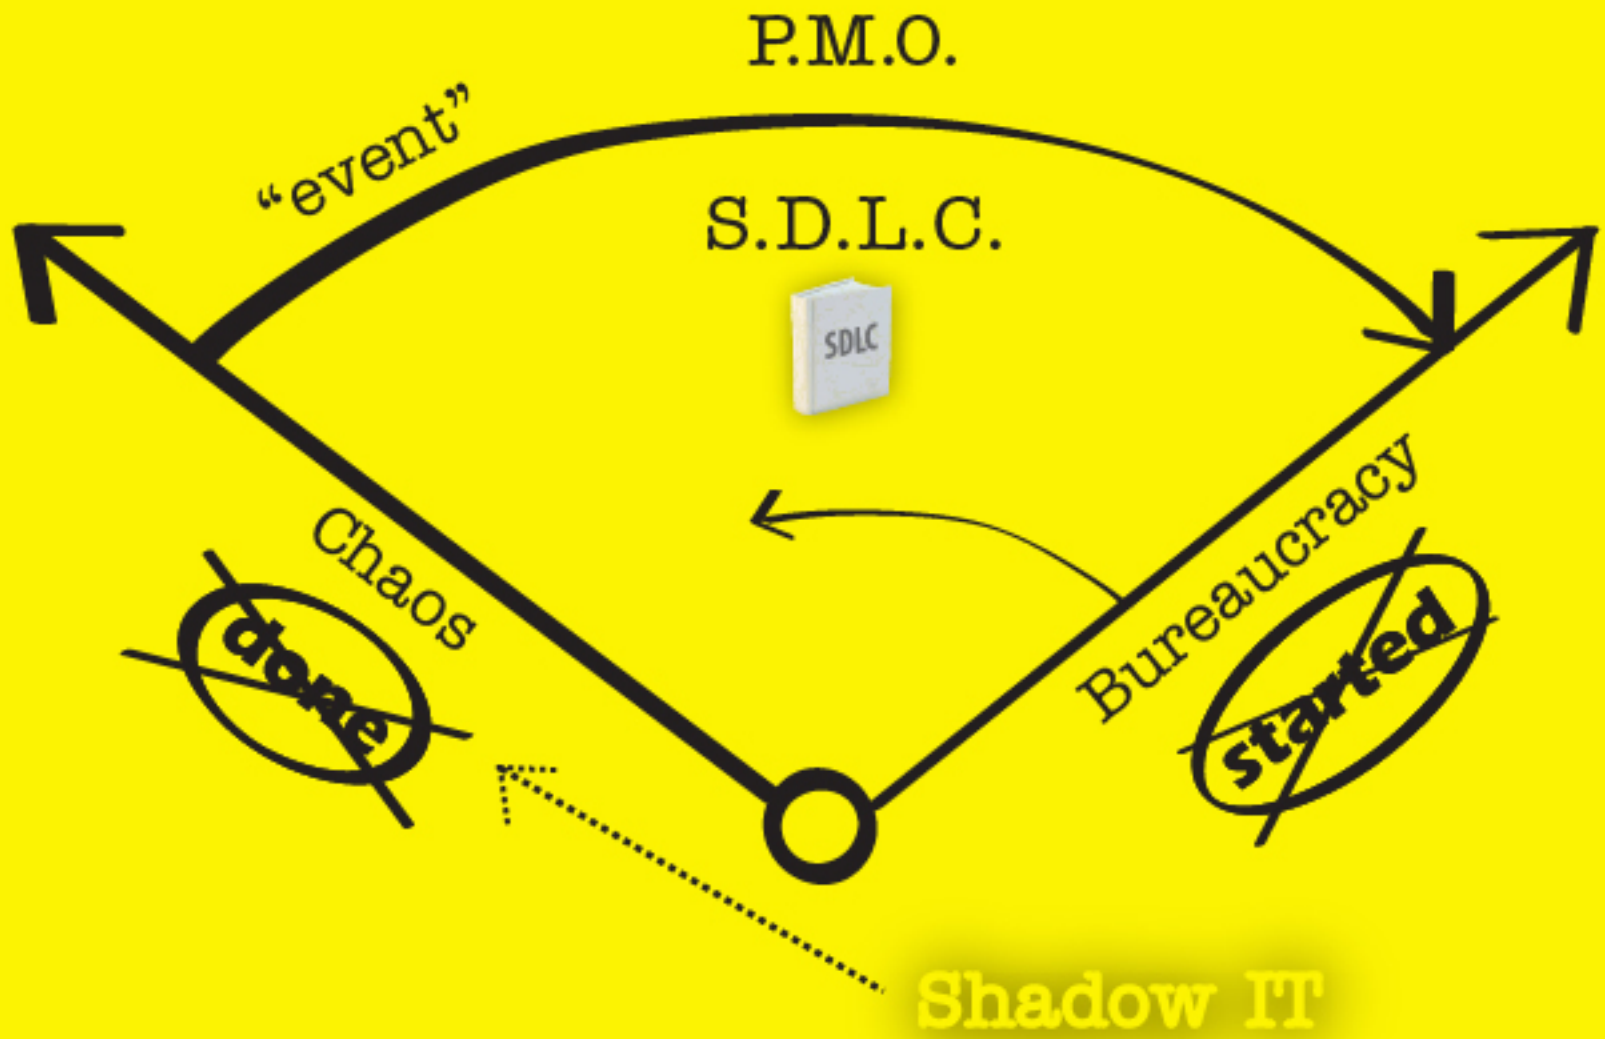 P.M.O.
“event”
S.D.L.C.
SDLC
Chaos
Bureaucracy
done
started
Shadow IT